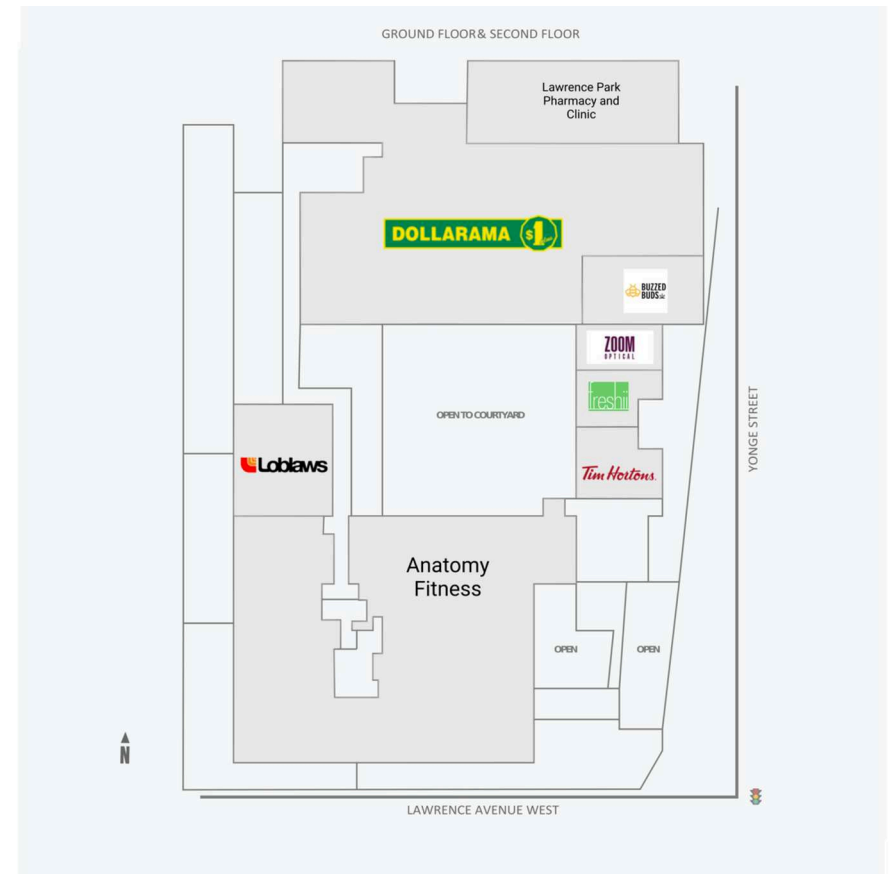 GROUND FLOOR& SECOND FLOOR
Lawrence Park
Pharmacy and
Clinic
DOLLARAMA $1
BUZZED
BUDS
ZOOM
OPTICAL
freshii
YONGE STREET
OPEN TO COURTYARD
Loblaws
Tim Hortons.
Anatomy
Fitness
OPEN
OPEN
N
LAWRENCE AVENUE WEST